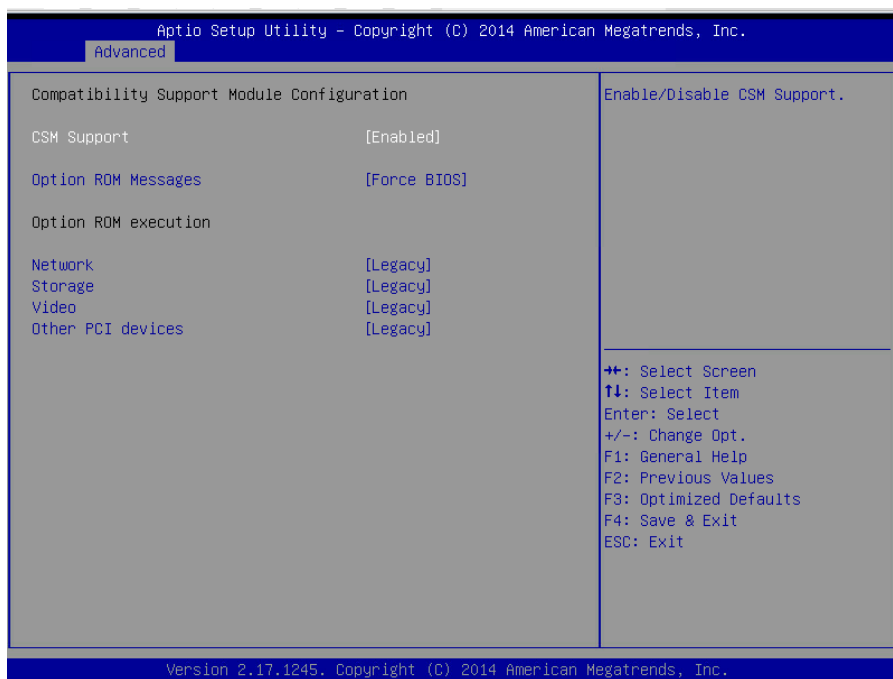 Aptio Setup Utility – Copyright (C) 2014 American Megatrends, Inc.
Advanced
Compatibility Support Module Configuration
CSM Support [Enabled]
Option ROM Messages [Force BIOS]
Option ROM execution
Network [Legacy]
Storage [Legacy]
Video [Legacy]
Other PCI devices [Legacy]
Enable/Disable CSM Support.
→←: Select Screen
↑↓: Select Item
Enter: Select
+/-: Change Opt.
F1: General Help
F2: Previous Values
F3: Optimized Defaults
F4: Save & Exit
ESC: Exit
Version 2.17.1245. Copyright (C) 2014 American Megatrends, Inc.